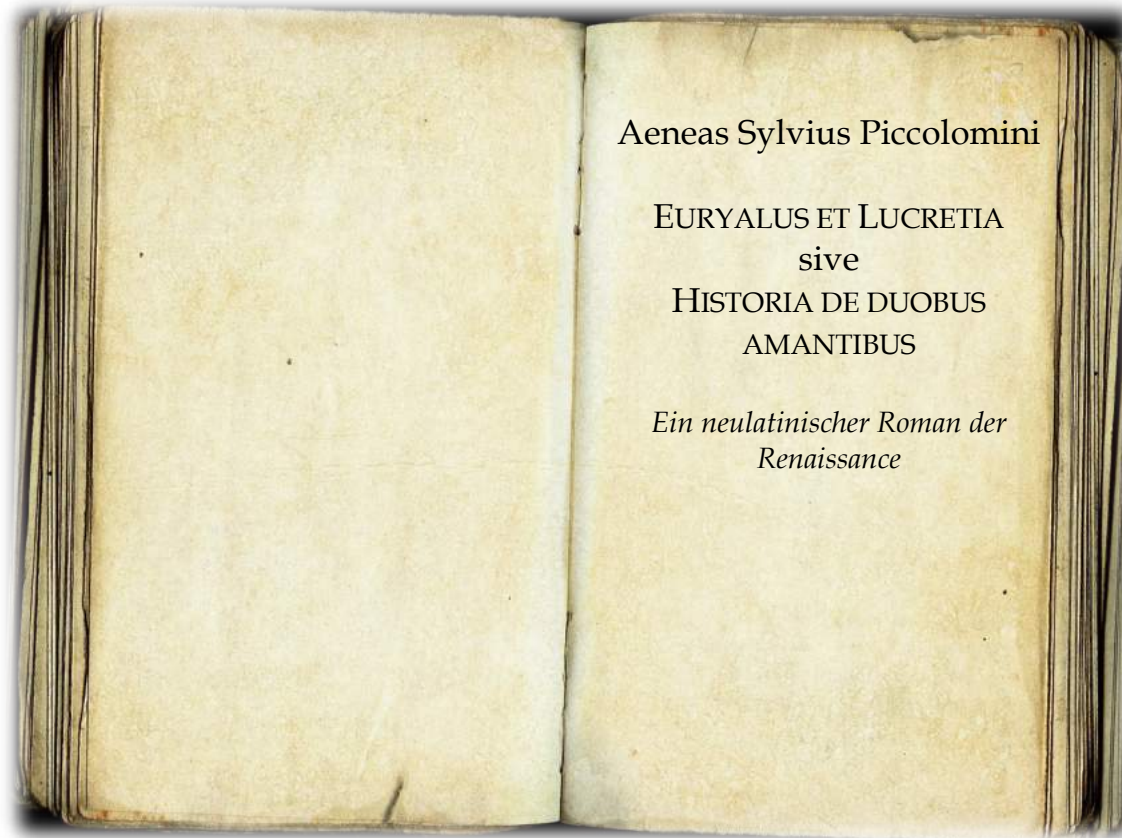 Aeneas Sylvius Piccolomini
EURYALUS ET LUCRETIA
sive
HISTORIA DE DUOBUS
AMANTIBUS
Ein neulatinischer Roman der
Renaissance